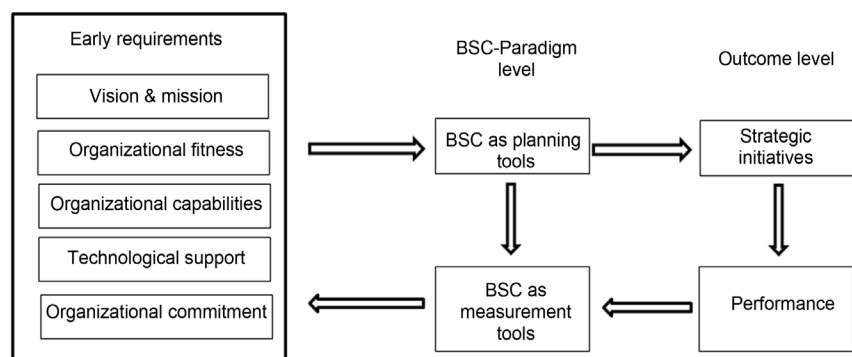 Early requirements
Vision & mission
Organizational fitness
Organizational capabilities
Technological support
Organizational commitment
BSC-Paradigm
level
BSC as planning
tools
BSC as
measurement
tools
Outcome level
Strategic
initiatives
Performance